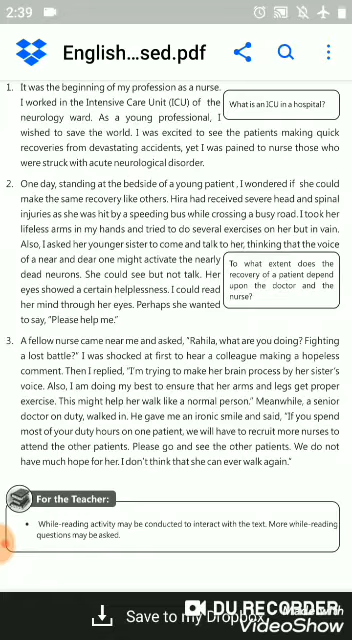 2:39
English...sed.pdf
1. It was the beginning of my profession as a nurse.
I worked in the Intensive Care Unit (ICU) of the
neurology ward. As a young professional, I
wished to save the world. I was excited to see the patients making quick
recoveries from devastating accidents, yet I was pained to nurse those who
were struck with acute neurological disorder.
What is an ICU in a hospital?
2. One day, standing at the bedside of a young patient , I wondered if she could
make the same recovery like others. Hira had received severe head and spinal
injuries as she was hit by a speeding bus while crossing a busy road. I took her
lifeless arms in my hands and tried to do several exercises on her but in vain.
Also, I asked her younger sister to come and talk to her, thinking that the voice
of a near and dear one might activate the nearly
dead neurons. She could see but not talk. Her
eyes showed a certain helplessness. I could read
her mind through her eyes. Perhaps she wanted
to say, "Please help me."
To what extent does the
recovery of a patient depend
upon the doctor and the
nurse?
3. A fellow nurse came near me and asked, "Rahila, what are you doing? Fighting
a lost battle?" I was shocked at first to hear a colleague making a hopeless
comment. Then I replied, "I'm trying to make her brain process by her sister's
voice. Also, I am doing my best to ensure that her arms and legs get proper
exercise. This might help her walk like a normal person." Meanwhile, a senior
doctor on duty, walked in. He gave me an ironic smile and said, "If you spend
most of your duty hours on one patient, we will have to recruit more nurses to
attend the other patients. Please go and see the other patients. We do not
have much hope for her. I don't think that she can ever walk again."
For the Teacher:
• While-reading activity may be conducted to interact with the text. More while-reading
questions may be asked.
Save to my Dropbox
DU RECORDER
Made with
VideoShow